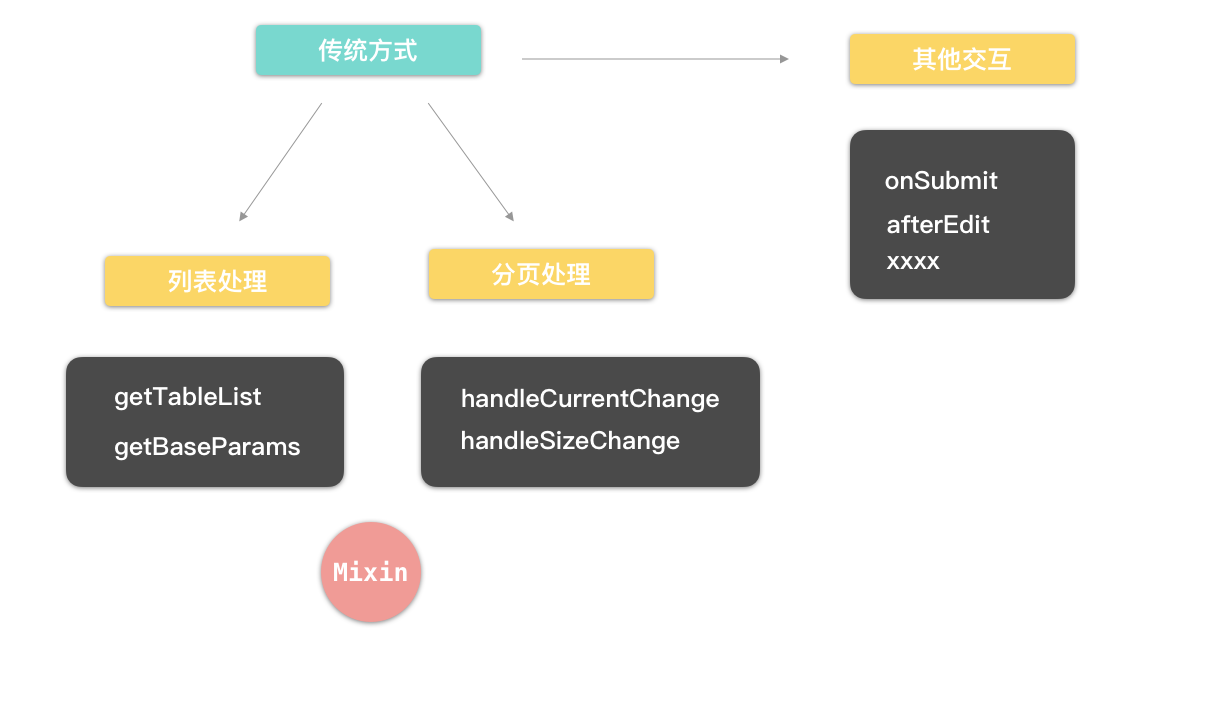 传统方式
其他交互
onSubmit
afterEdit
xxxx
列表处理
分页处理
getTableList
getBaseParams
handleCurrentChange
handleSizeChange
Mixin